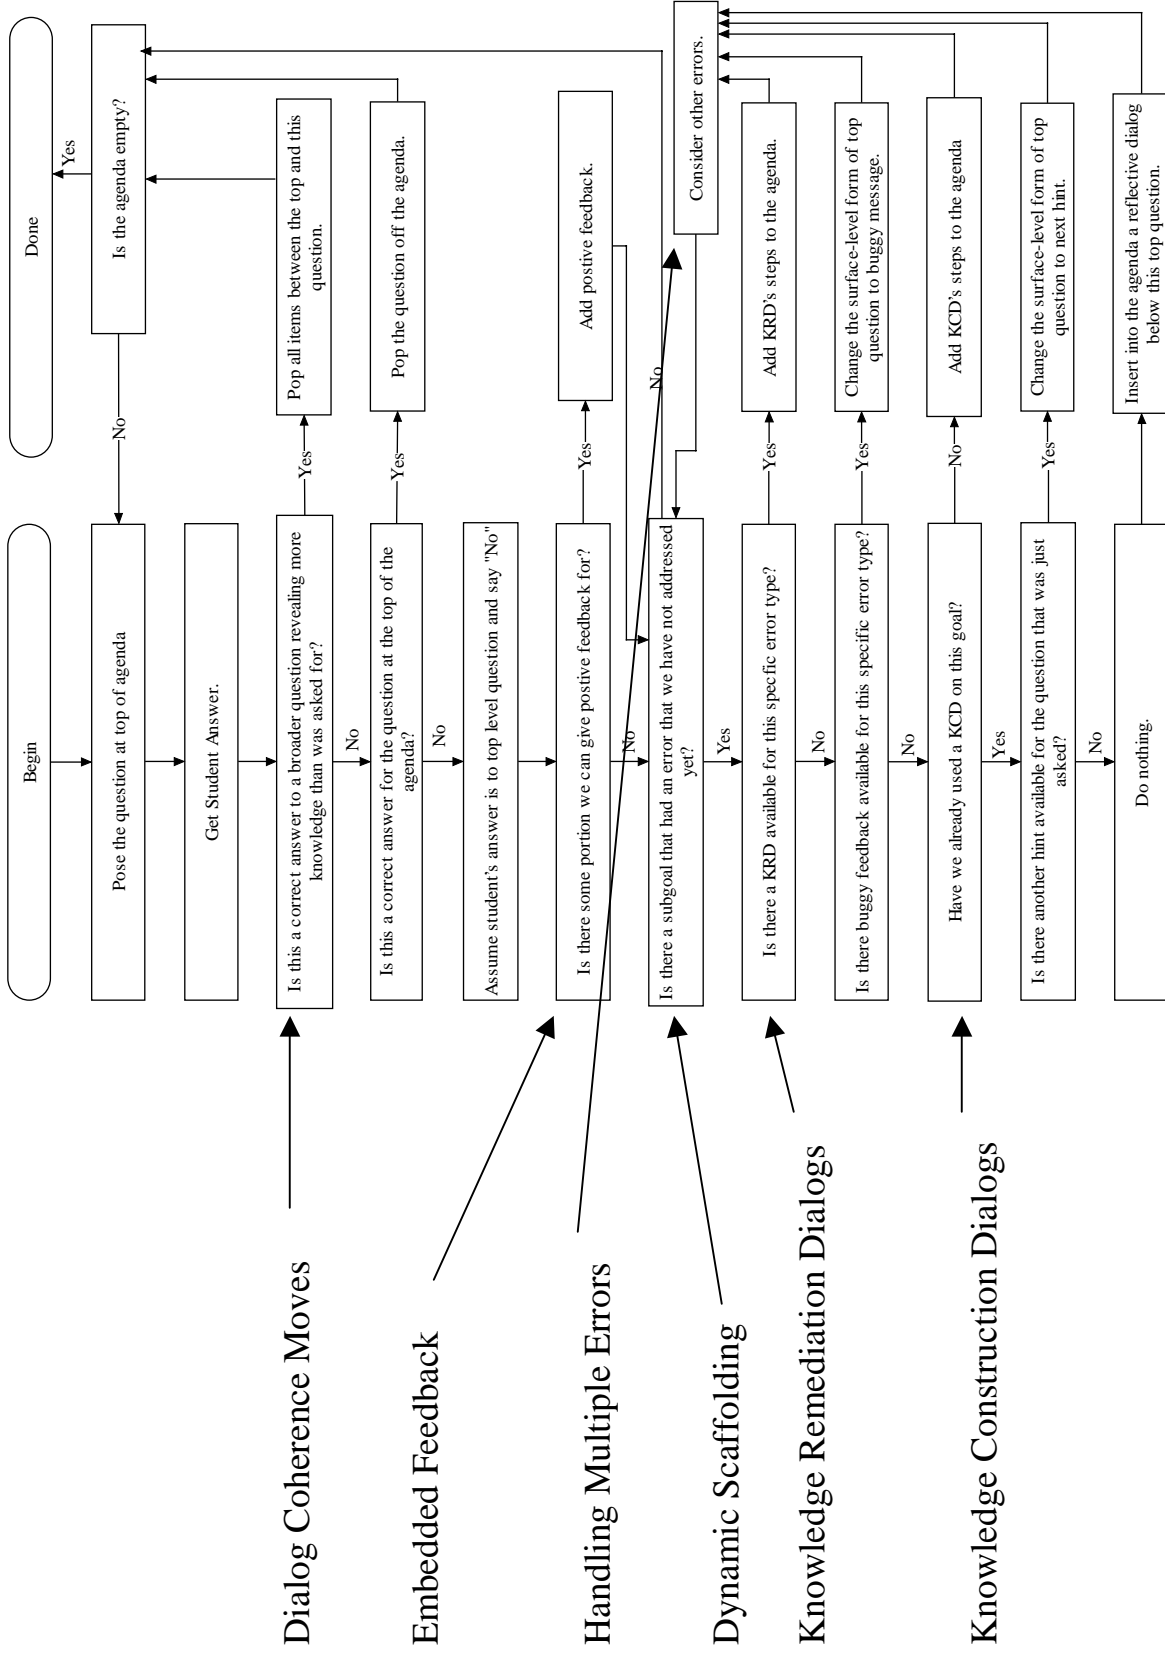 Begin
Done
Pose the question at top of agenda
No
Is the agenda empty?
Yes
Get Student Answer.
Dialog Coherence Moves
Is this a correct answer to a broader question revealing more
knowledge than was asked for?
Yes
Pop all items between the top and this
question.
No
Is this a correct answer for the question at the top of the
agenda?
Yes
Pop the question off the agenda.
No
Assume student's answer is to top level question and say "No"
Embedded Feedback
Is there some portion we can give postive feedback for?
Yes
Add postive feedback.
No
Handling Multiple Errors
Is there a subgoal that had an error that we have not addressed
yet?
No
Consider other errors.
Yes
Dynamic Scaffolding
Is there a KRD available for this specfic error type?
Yes
Add KRD's steps to the agenda.
No
Knowledge Remediation Dialogs
Is there buggy feedback available for this specific error type?
Yes
Change the surface-level form of top
question to buggy message.
No
Have we already used a KCD on this goal?
No
Add KCD's steps to the agenda
Yes
Knowledge Construction Dialogs
Is there another hint available for the question that was just
asked?
Yes
Change the surface-level form of top
question to next hint.
No
Do nothing.
Insert into the agenda a reflective dialog
below this top question.